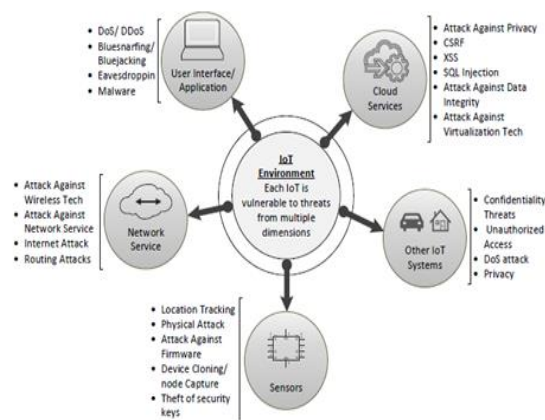 DoS/ DDoS
Bluesnarfing/
Bluejacking
Eavesdroppin
Malware
User Interface/
Application
Cloud
Services
Attack Against Privacy
CSRF
XSS
SQL Injection
Attack Against Data
Integrity
Attack Against
Virtualization Tech
IoT
Environment
Each IoT is
vulnerable to threats
from multiple
dimensions
Attack Against
Wireless Tech
Attack Against
Network Service
Internet Attack
Routing Attacks
Network
Service
Other IoT
Systems
Confidentiality
Threats
Unauthorized
Access
DoS attack
Privacy
Location Tracking
Physical Attack
Attack Against
Firmware
Device Cloning/
node Capture
Theft of security
keys
Sensors